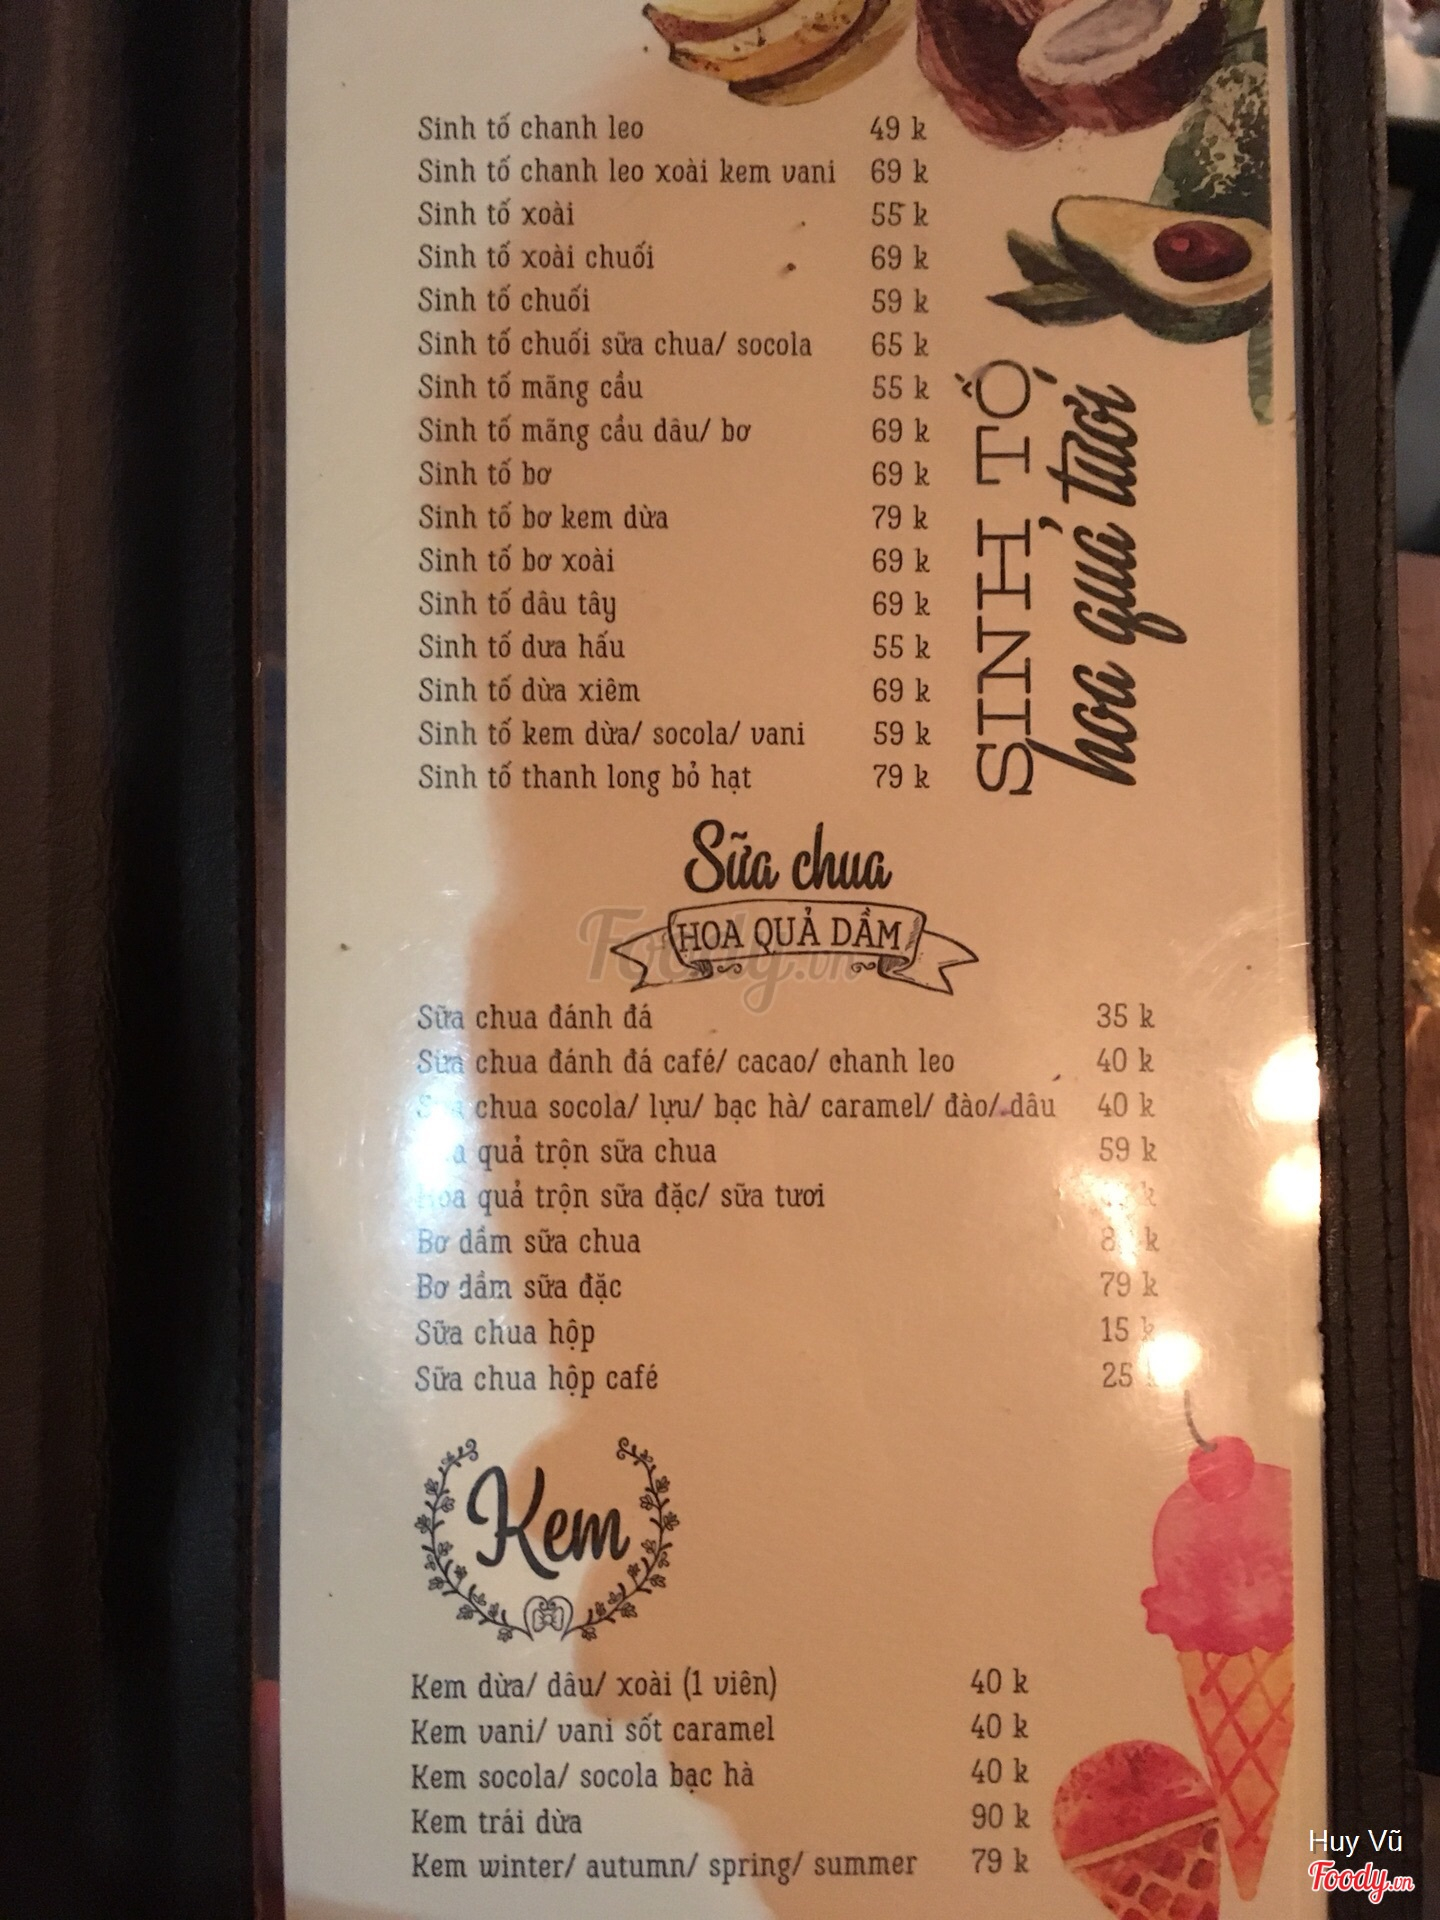 Sinh tố chanh leo 49 k
Sinh tố chanh leo xoài kem vani 69 k
Sinh tố xoài 55 k
Sinh tố xoài chuối 69 k
Sinh tố chuối 59 k
Sinh tố chuối sữa chua/ socola 65 k
Sinh tố mãng cầu 55 k
Sinh tố mãng cầu dâu/ bơ 69 k
Sinh tố bơ 69 k
Sinh tố bơ kem dừa 79 k
Sinh tố bơ xoài 69 k
Sinh tố dâu tây 69 k
Sinh tố dưa hấu 55 k
Sinh tố dừa xiêm 69 k
Sinh tố kem dừa/ socola/ vani 59 k
Sinh tố thanh long bỏ hạt 79 k
SINH TỐ
hoa quả tươi
Sữa chua
HOA QUẢ DẦM
Foody.vn
Sữa chua đánh đá 35 k
Sữa chua đánh đá café/ cacao/ chanh leo 40 k
Sữa chua socola/ lựu/ bạc hà/ caramel/ đào/ dâu 40 k
quả trộn sữa chua 59 k
Hoa quả trộn sữa đặc/ sữa tươi k
Bơ dầm sữa chua k
Bơ dầm sữa đặc 79 k
Sữa chua hộp 15 k
Sữa chua hộp café 25
Kem
Kem dừa/ dâu/ xoài (1 viên) 40 k
Kem vani/ vani sốt caramel 40 k
Kem socola/ socola bạc hà 40 k
Kem trái dừa 90 k
Kem winter/ autumn/ spring/ summer 79 k
Huy Vũ
Foody.vn